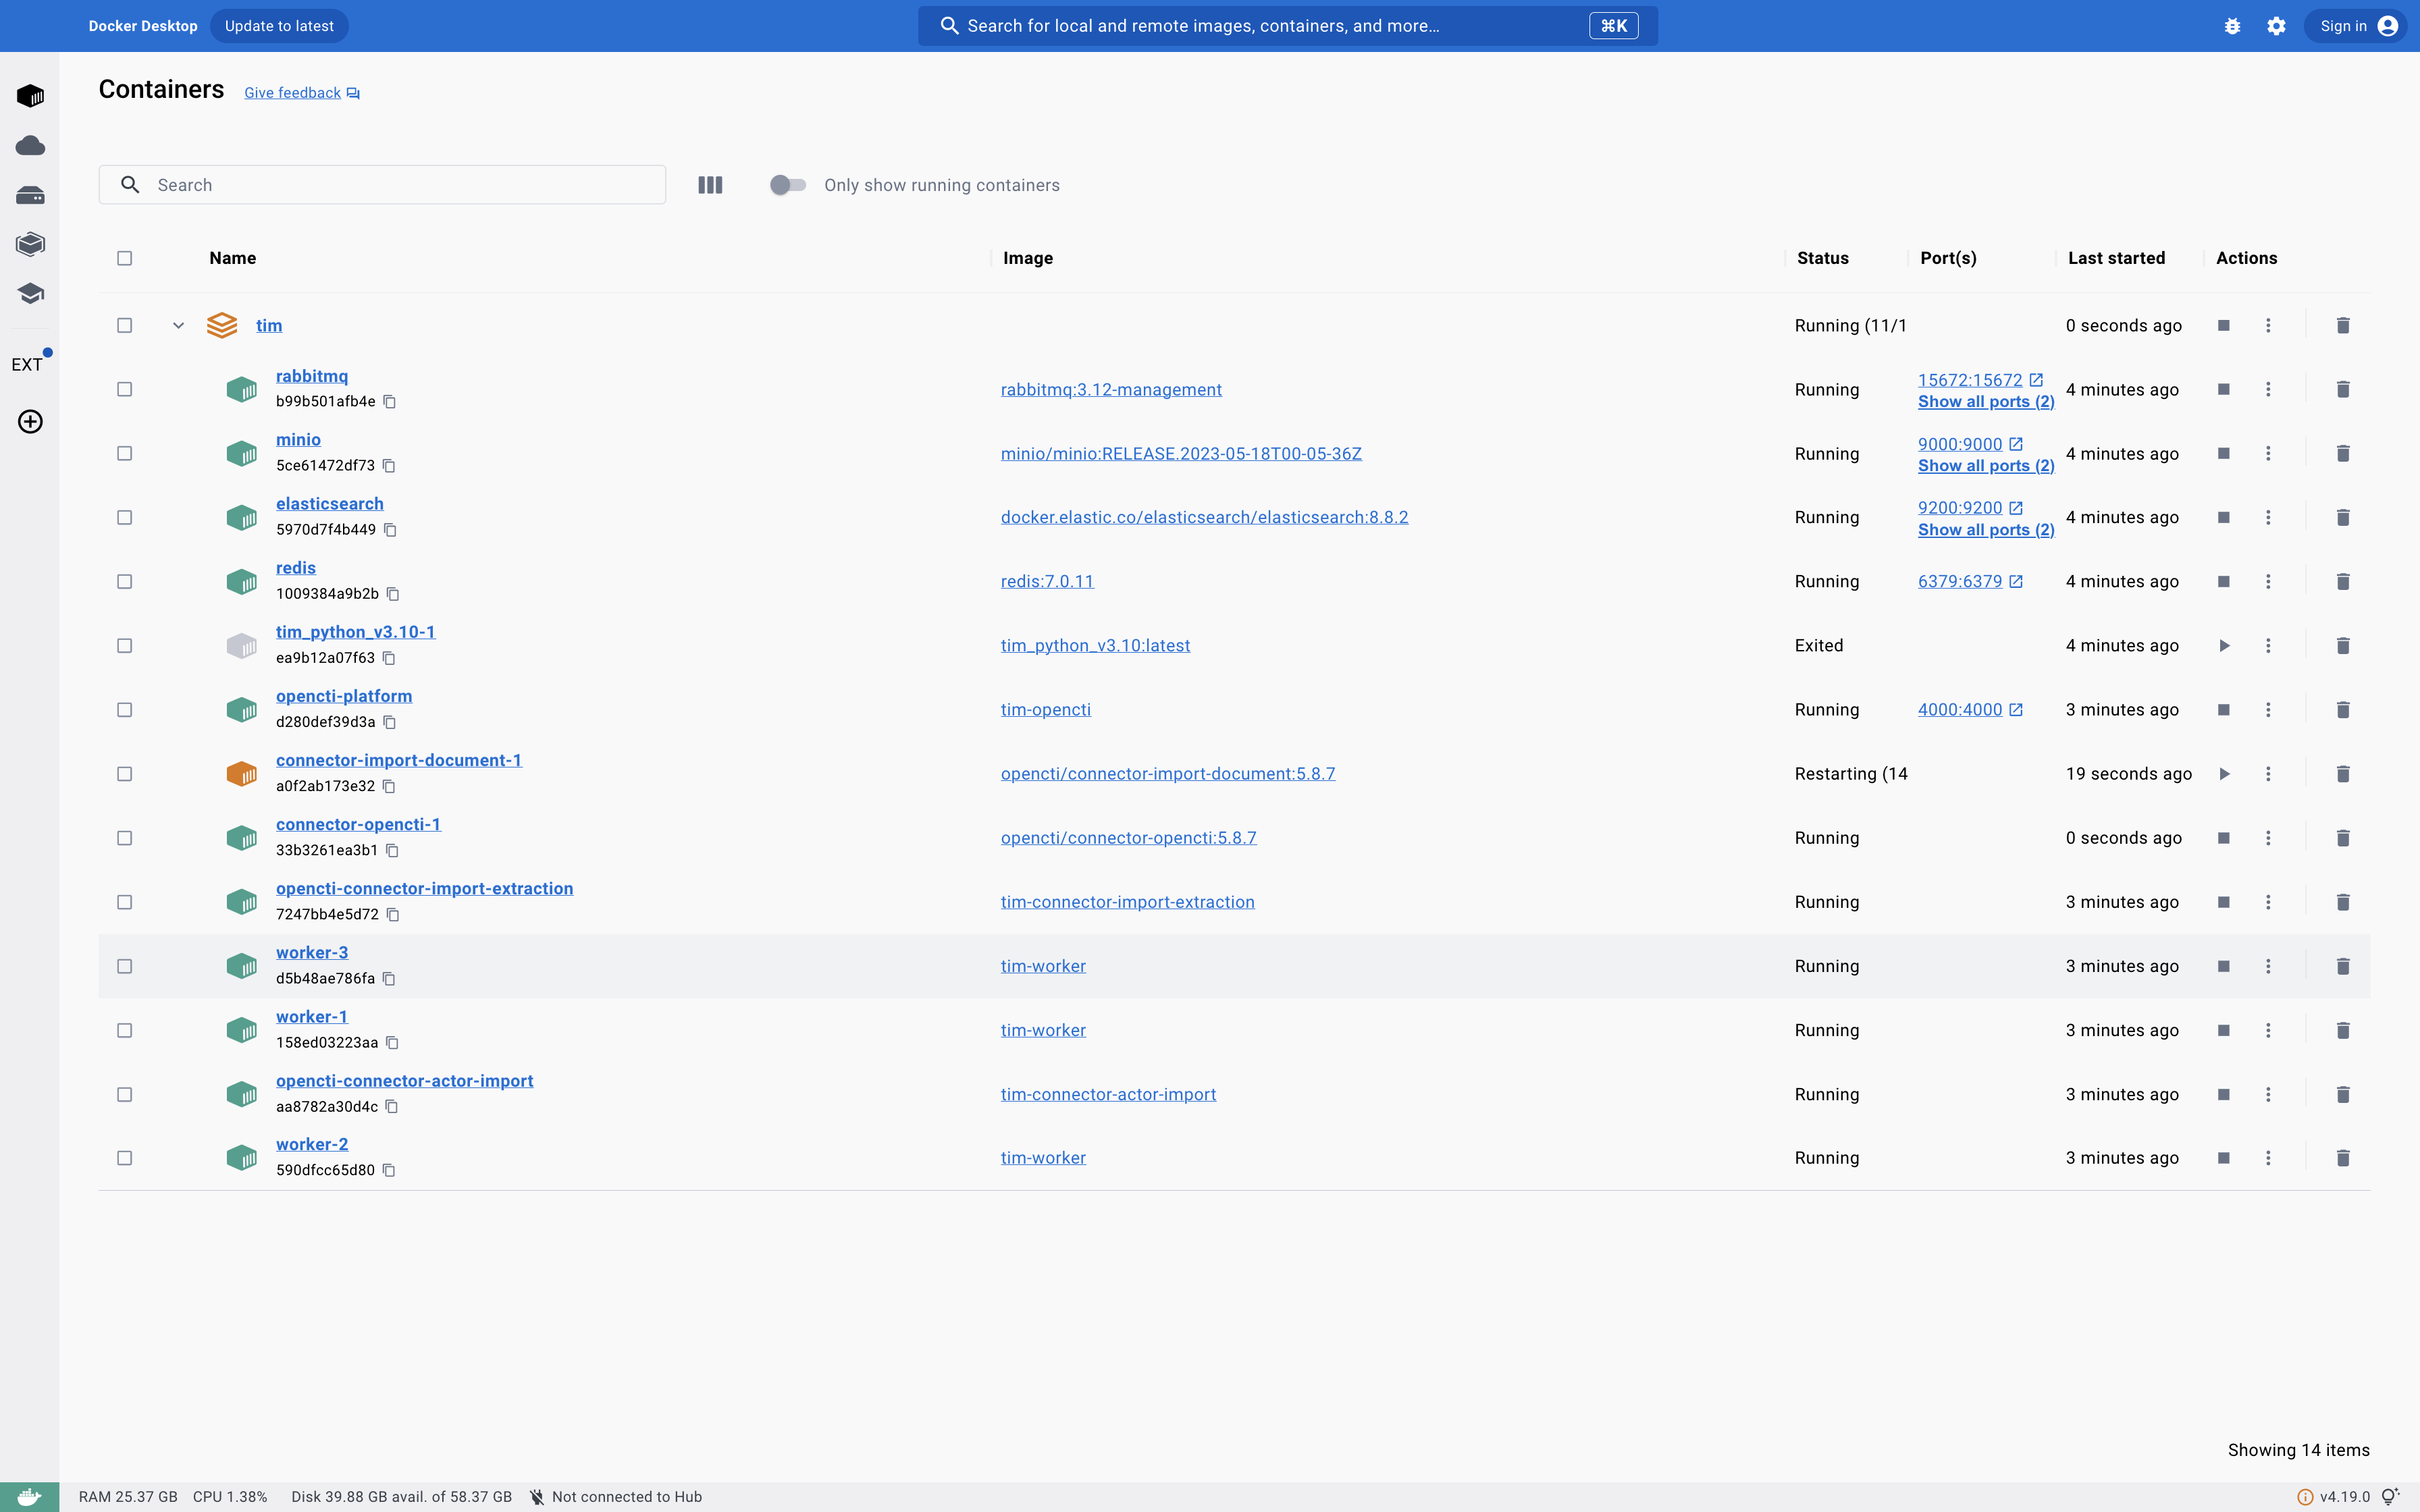 Docker Desktop Update to latest Search for local and remote images, containers, and more... ⌘K Sign in
Containers Give feedback
Search Only show running containers
Name Image Status Port(s) Last started Actions
EXT
tim Running (11/1 0 seconds ago
rabbitmq
b99b501afb4e rabbitmq:3.12-management Running 15672:15672 Show all ports (2) 4 minutes ago
minio
5ce61472df73 minio/minio:RELEASE.2023-05-18T00-05-36Z Running 9000:9000 Show all ports (2) 4 minutes ago
elasticsearch
5970d7f4b449 docker.elastic.co/elasticsearch/elasticsearch:8.8.2 Running 9200:9200 Show all ports (2) 4 minutes ago
redis
1009384a9b2b redis:7.0.11 Running 6379:6379 4 minutes ago
tim_python_v3.10-1
ea9b12a07f63 tim_python_v3.10:latest Exited 4 minutes ago
opencti-platform
d280def39d3a tim-opencti Running 4000:4000 3 minutes ago
connector-import-document-1
a0f2ab173e32 opencti/connector-import-document:5.8.7 Restarting (14 19 seconds ago
connector-opencti-1
33b3261ea3b1 opencti/connector-opencti:5.8.7 Running 0 seconds ago
opencti-connector-import-extraction
7247bb4e5d72 tim-connector-import-extraction Running 3 minutes ago
worker-3
d5b48ae786fa tim-worker Running 3 minutes ago
worker-1
158ed03223aa tim-worker Running 3 minutes ago
opencti-connector-actor-import
aa8782a30d4c tim-connector-actor-import Running 3 minutes ago
worker-2
590dfcc65d80 tim-worker Running 3 minutes ago
Showing 14 items
RAM 25.37 GB CPU 1.38% Disk 39.88 GB avail. of 58.37 GB Not connected to Hub v4.19.0